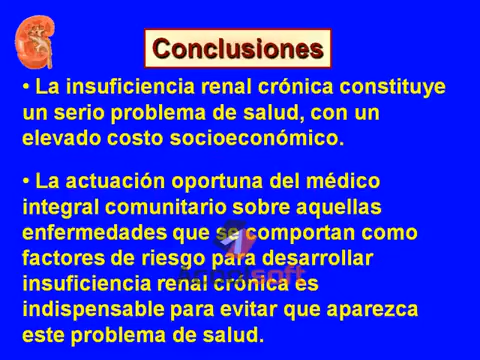 Conclusiones
• La insuficiencia renal crónica constituye
un serio problema de salud, con un
elevado costo socioeconómico.
• La actuación oportuna del médico
integral comunitario sobre aquellas
enfermedades que se comportan como
factores de riesgo para desarrollar
insuficiencia renal crónica es
indispensable para evitar que aparezca
este problema de salud.